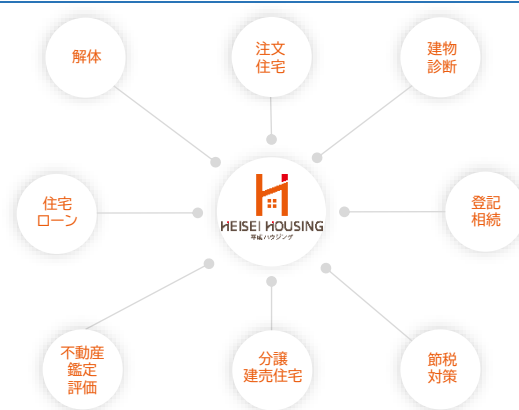 解体
注文
住宅
建物
診断
住宅
ローン
HEISEI HOUSING
平成ハウジング
登記
相続
不動産
鑑定
評価
分譲
建売住宅
節税
対策